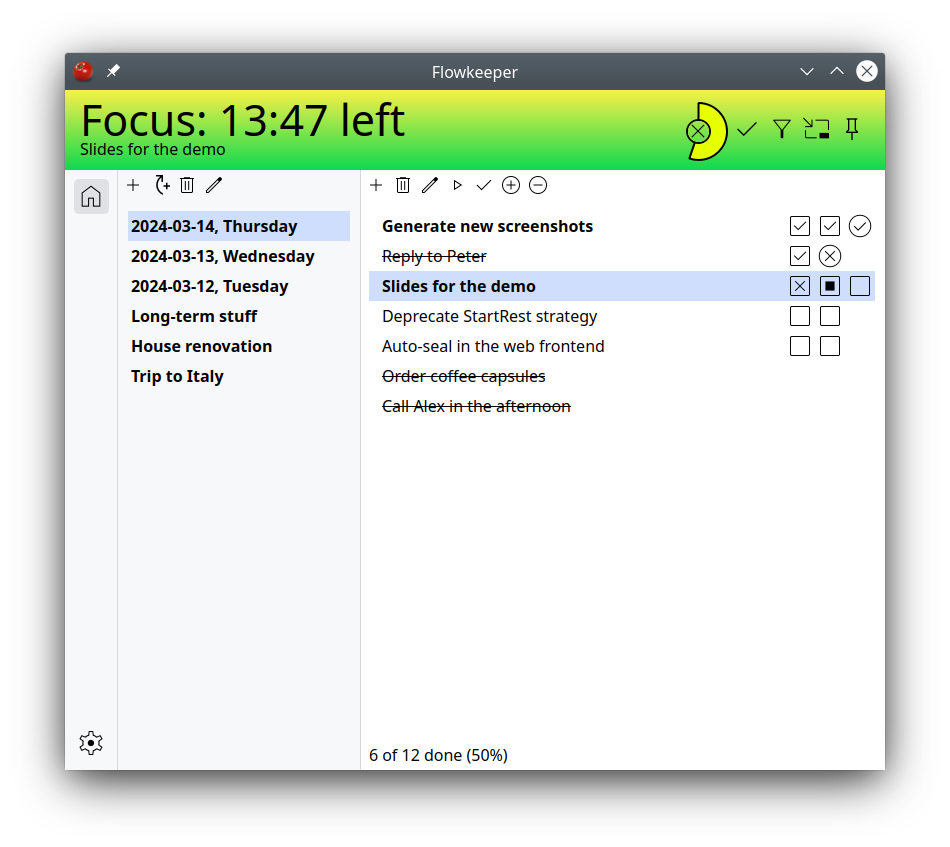 Flowkeeper
Focus: 13:47 left
Slides for the demo
2024-03-14, Thursday
2024-03-13, Wednesday
2024-03-12, Tuesday
Long-term stuff
House renovation
Trip to Italy
Generate new screenshots
Reply to Peter
Slides for the demo
Deprecate StartRest strategy
Auto-seal in the web frontend
Order coffee capsules
Call Alex in the afternoon
6 of 12 done (50%)